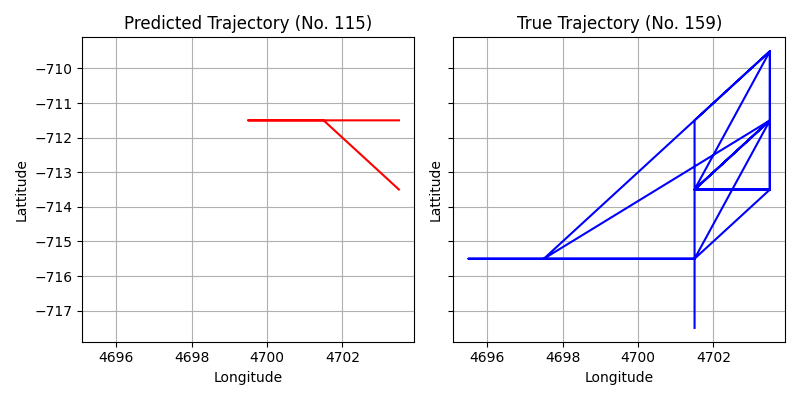 Predicted Trajectory (No. 115)
True Trajectory (No. 159)
−710
−711
−712
−713
−714
−715
−716
−717
Lattitude
Lattitude
4696
4698
4700
4702
4696
4698
4700
4702
Longitude
Longitude